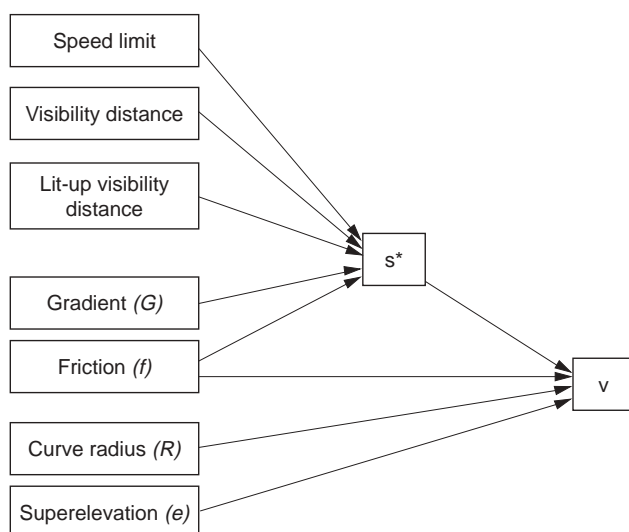 Speed limit
Visibility distance
Lit-up visibility
distance
s*
Gradient (G)
Friction (f)
v
Curve radius (R)
Superelevation (e)